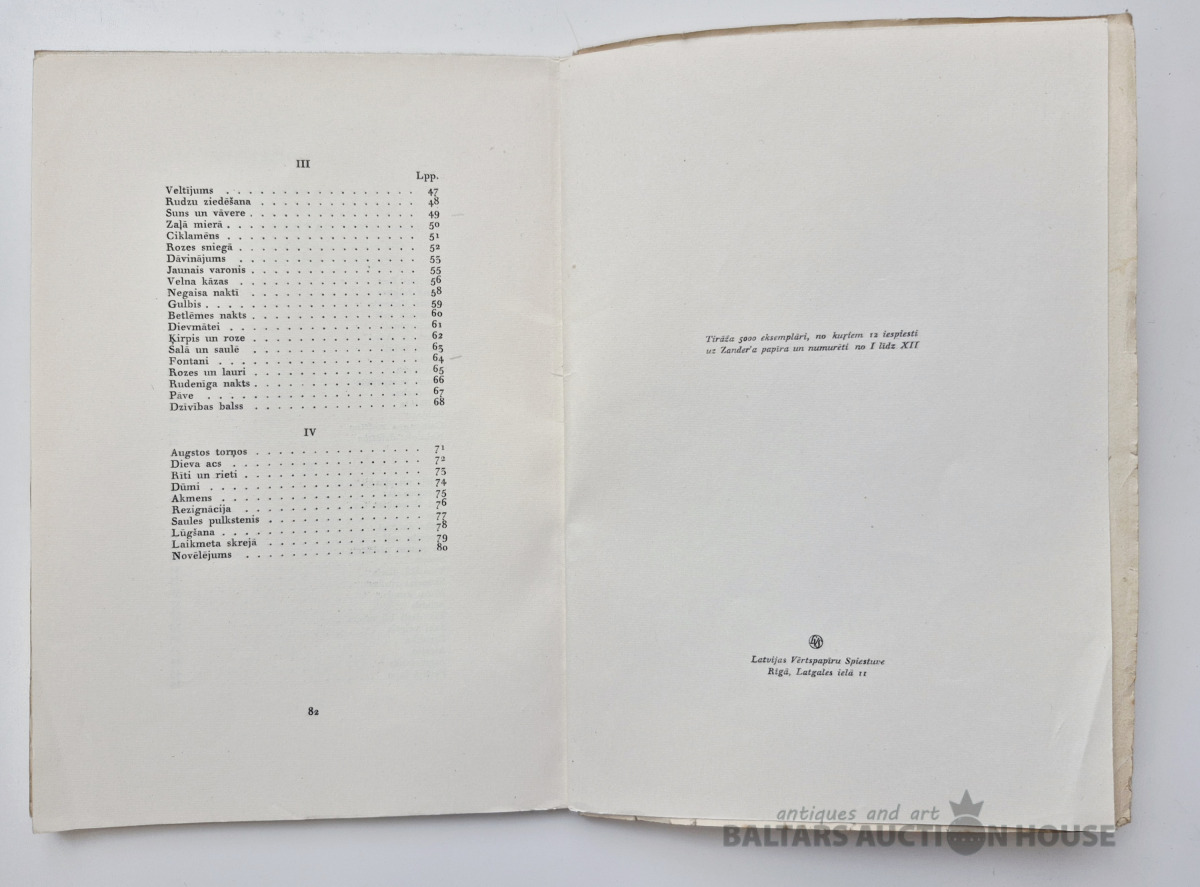 III
Lpp.
Veltījums . . . . . . . . . . . . . . . 47
Rudzu ziedēšana . . . . . . . . . . . . 48
Suns un vāvere . . . . . . . . . . . . . 49
Zaļā mierā . . . . . . . . . . . . . . . 50
Ciklamēns . . . . . . . . . . . . . . . 51
Rozes sniegā . . . . . . . . . . . . . . 52
Dāvinājums . . . . . . . . . . . . . . 53
Jaunais varonis . . . . . . . . . . . . . 55
Velna kāzas . . . . . . . . . . . . . . 56
Negaisa naktī . . . . . . . . . . . . . 58
Gulbis . . . . . . . . . . . . . . . . . 59
Betlēmes nakts . . . . . . . . . . . . . 60
Dievmātei . . . . . . . . . . . . . . . 61
Ķirpis un roze . . . . . . . . . . . . . 62
Salā un saulē . . . . . . . . . . . . . 63
Fontani . . . . . . . . . . . . . . . . 64
Rozes un lauri . . . . . . . . . . . . . 65
Rudenīga nakts . . . . . . . . . . . . . 66
Pāve . . . . . . . . . . . . . . . . . 67
Dzīvības balss . . . . . . . . . . . . . 68
IV
Augstos torņos . . . . . . . . . . . . . 71
Dieva acs . . . . . . . . . . . . . . . 72
Rīti un rieti . . . . . . . . . . . . . . 73
Dūmi . . . . . . . . . . . . . . . . . 74
Akmens . . . . . . . . . . . . . . . . 75
Rezignācija . . . . . . . . . . . . . . 76
Saules pulkstenis . . . . . . . . . . . . 77
Lūgšana . . . . . . . . . . . . . . . . 78
Laikmeta skrejā . . . . . . . . . . . . 79
Novēlējums . . . . . . . . . . . . . . 80
82
Tirāža 3000 eksemplāri, no kuŗiem 12 iespiesti
uz Zander'a papīra un numurēti no I līdz XII
Latvijas Vērtspapīru Spiestuve
Rīgā, Latgales ielā 11
antiques and art
BALTARS AUCTION HOUSE